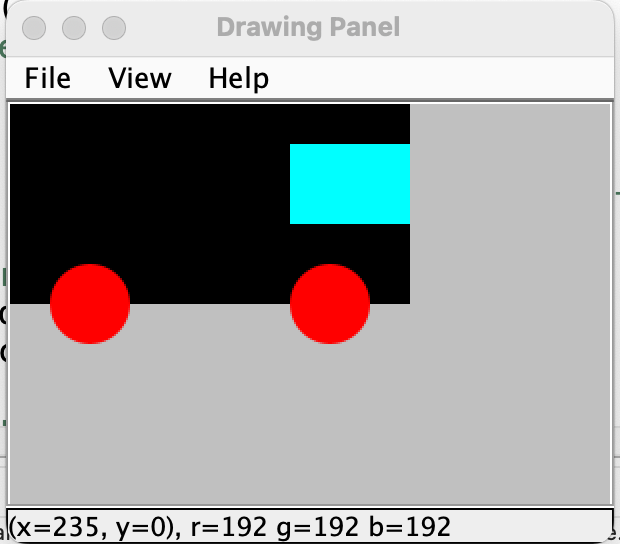 Drawing Panel
File View Help
(x=235, y=0), r=192 g=192 b=192